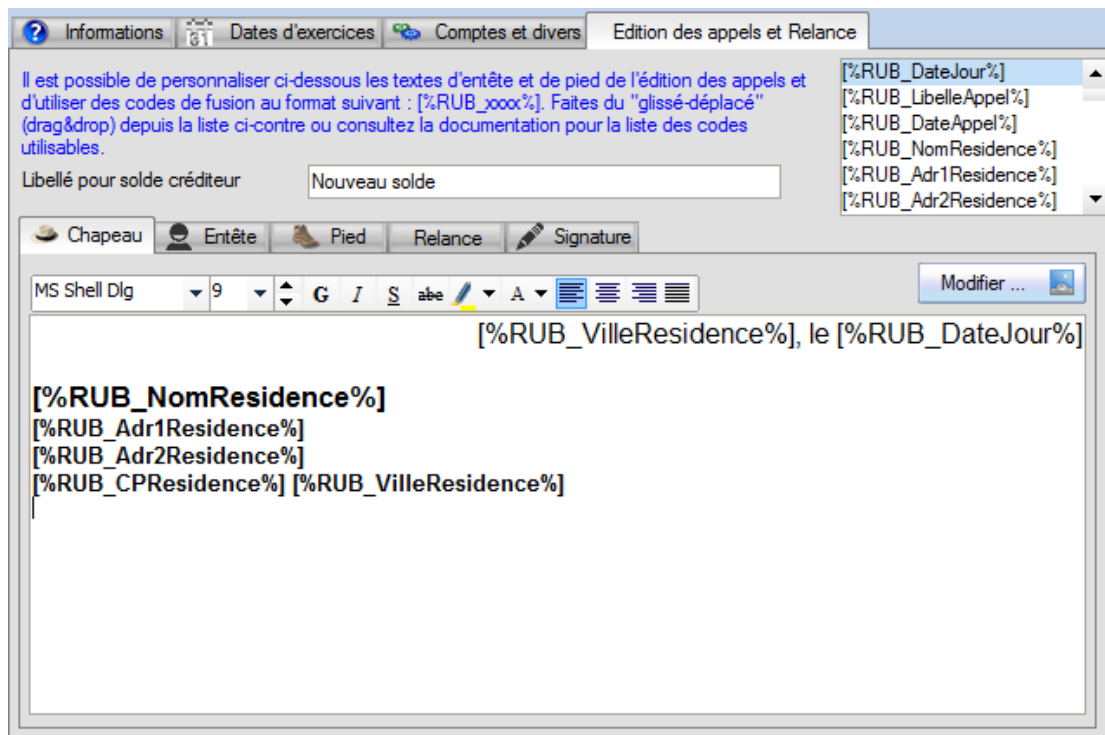 Informations
31
Dates d'exercices
Comptes et divers
Edition des appels et Relance
Il est possible de personnaliser ci-dessous les textes d'entête et de pied de l'édition des appels et
d'utiliser des codes de fusion au format suivant : [%RUB_xxxx%]. Faites du "glissé-déplacé"
(drag&drop) depuis la liste ci-contre ou consultez la documentation pour la liste des codes
utilisables.
[%RUB_DateJour%]
[%RUB_LibelleAppel%]
[%RUB_DateAppel%]
[%RUB_NomResidence%]
[%RUB_Adr1Residence%]
[%RUB_Adr2Residence%]
Libellé pour solde créditeur
Nouveau solde
Chapeau
Entête
Pied
Relance
Signature
MS Shell Dlg
9
G I S abc A
Modifier ...
[%RUB_VilleResidence%], le [%RUB_DateJour%]
[%RUB_NomResidence%]
[%RUB_Adr1Residence%]
[%RUB_Adr2Residence%]
[%RUB_CPResidence%] [%RUB_VilleResidence%]